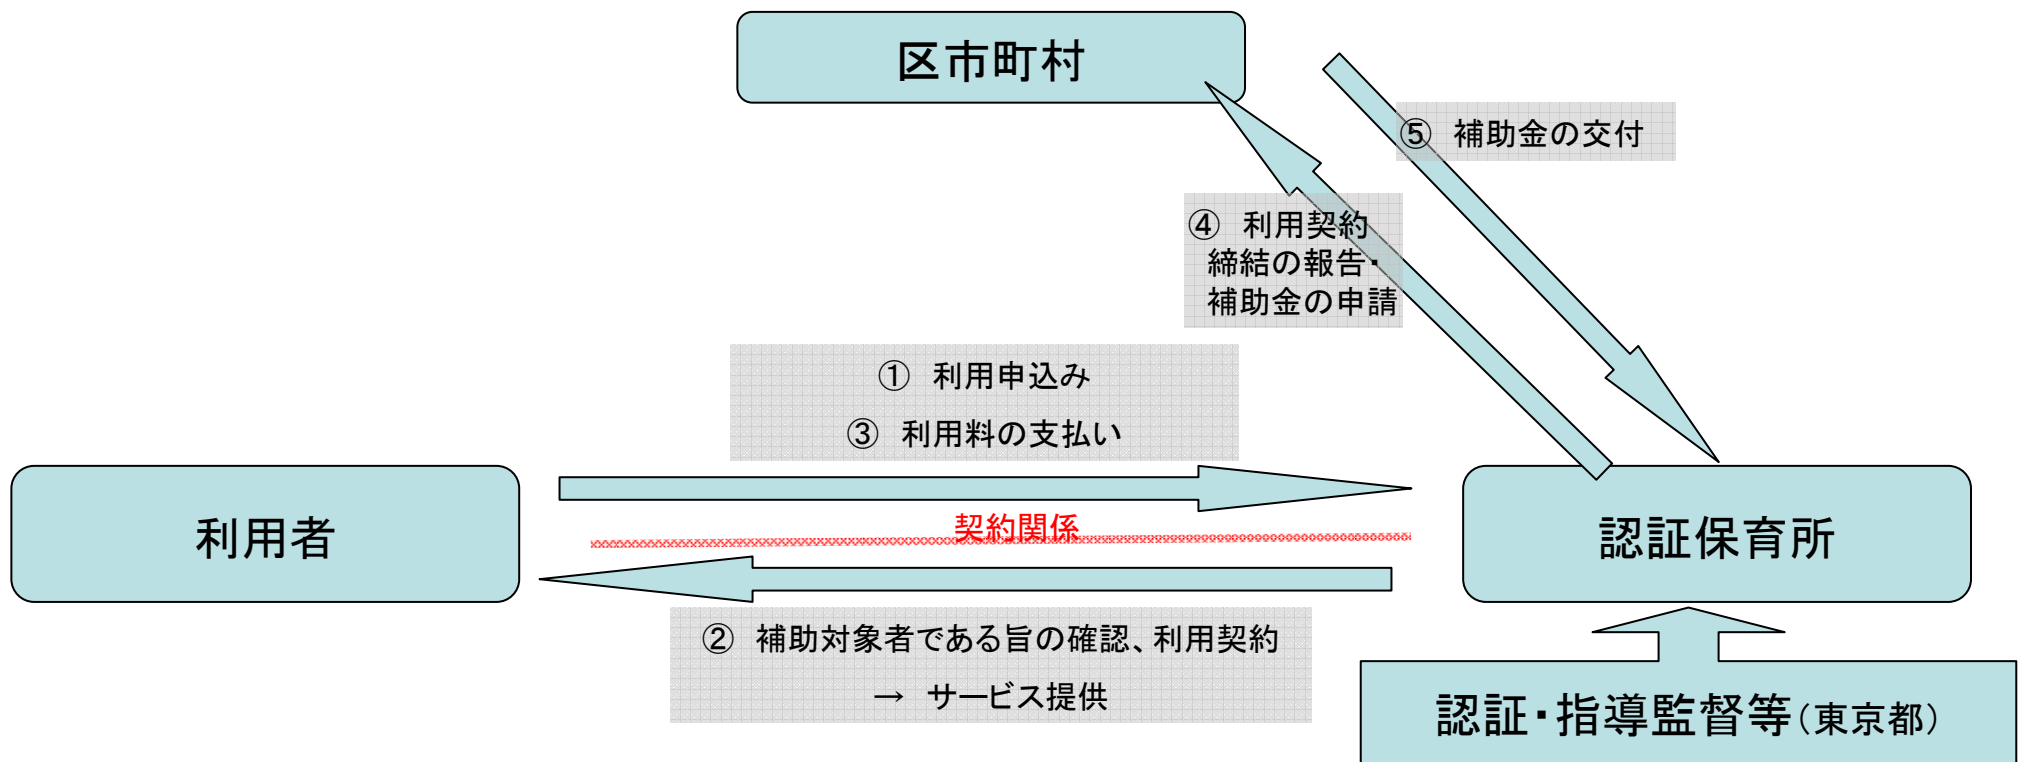 区市町村
⑤ 補助金の交付
④ 利用契約
締結の報告・
補助金の申請
① 利用申込み
③ 利用料の支払い
利用者
契約関係
認証保育所
② 補助対象者である旨の確認、利用契約
→ サービス提供
認証・指導監督等(東京都)